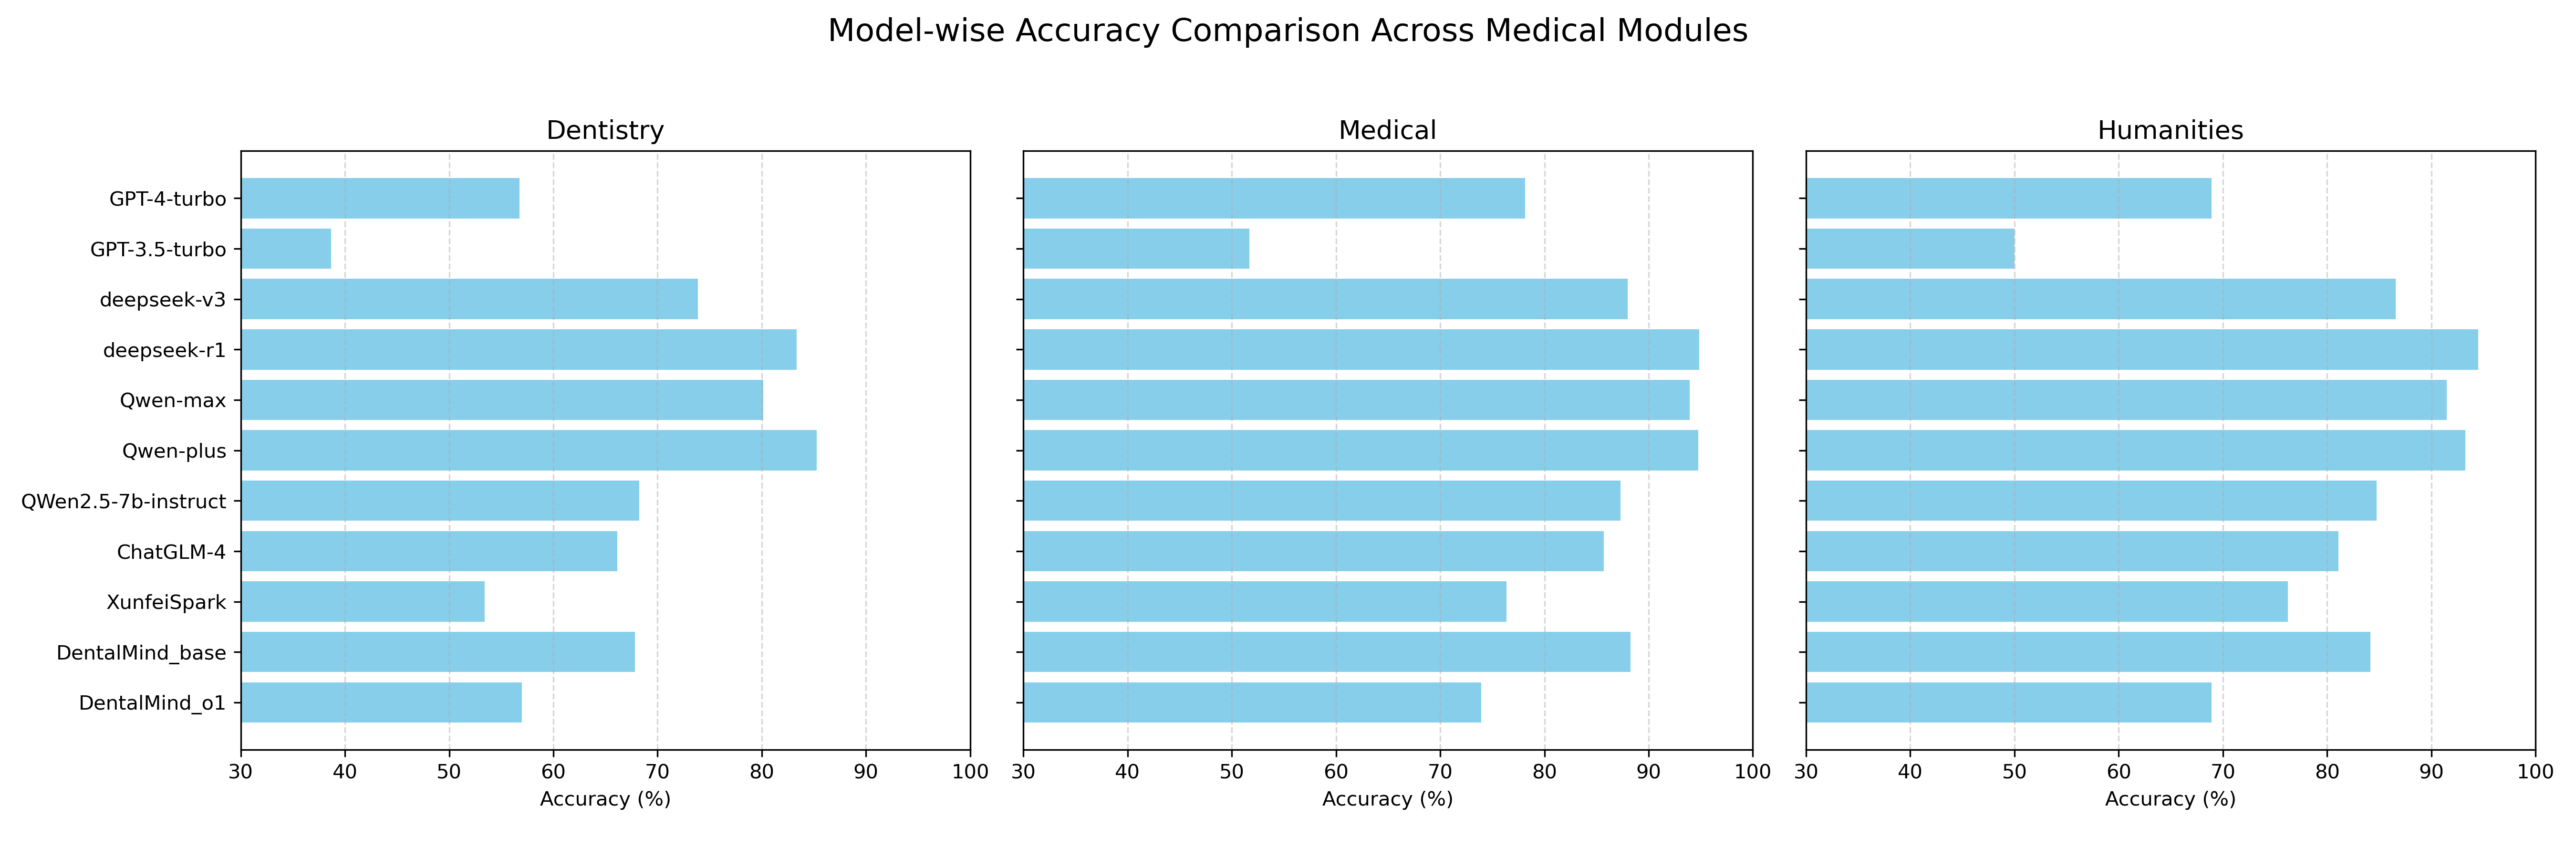 Model-wise Accuracy Comparison Across Medical Modules
Dentistry
Medical
Humanities
GPT-4-turbo
GPT-3.5-turbo
deepseek-v3
deepseek-r1
Qwen-max
Qwen-plus
QWen2.5-7b-instruct
ChatGLM-4
XunfeiSpark
DentalMind_base
DentalMind_o1
30 40 50 60 70 80 90 100
30 40 50 60 70 80 90 100
30 40 50 60 70 80 90 100
Accuracy (%)
Accuracy (%)
Accuracy (%)